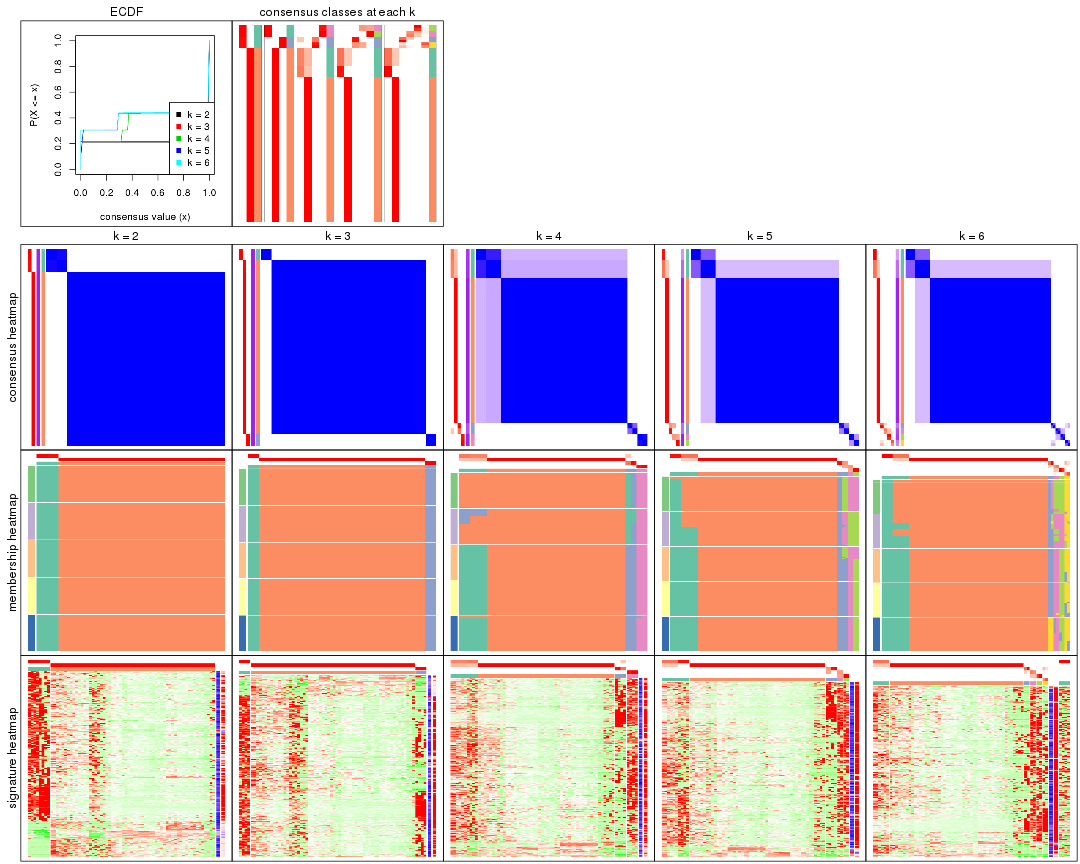 ECDF
consensus classes at each k
P(X <= x)
0.0 0.2 0.4 0.6 0.8 1.0
k = 2
k = 3
k = 4
k = 5
k = 6
0.0 0.2 0.4 0.6 0.8 1.0
consensus value (x)
k = 2 k = 3 k = 4 k = 5 k = 6
consensus heatmap
membership heatmap
signature heatmap